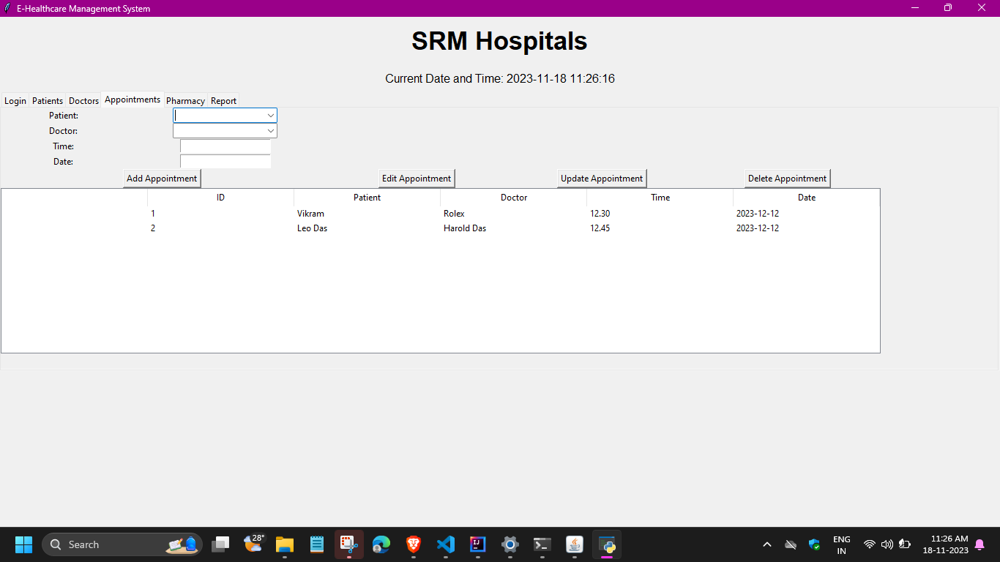 E-Healthcare Management System
SRM Hospitals
Current Date and Time: 2023-11-18 11:26:16
Login Patients Doctors Appointments Pharmacy Report
Patient:
Doctor:
Time:
Date:
Add Appointment Edit Appointment Update Appointment Delete Appointment
ID Patient Doctor Time Date
1 Vikram Rolex 12.30 2023-12-12
2 Leo Das Harold Das 12.45 2023-12-12
Search 28° ENG 11:26 AM
IN 18-11-2023